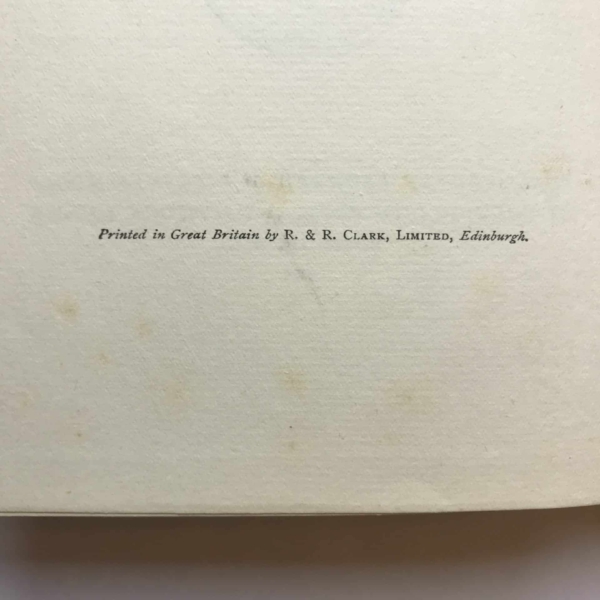 Printed in Great Britain by R. & R. Clark, Limited, Edinburgh.